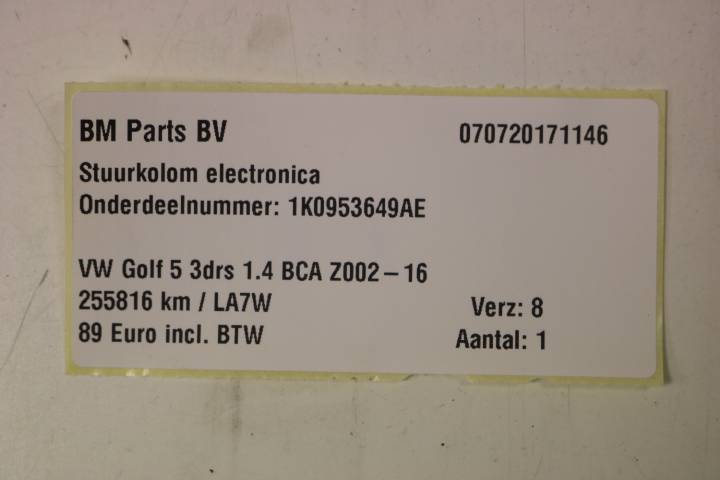 BM Parts BV 070720171146
Stuurkolom electronica
Onderdeelnummer: 1K0953649AE
VW Golf 5 3drs 1.4 BCA Z002-16
255816 km / LA7W Verz: 8
89 Euro incl. BTW Aantal: 1